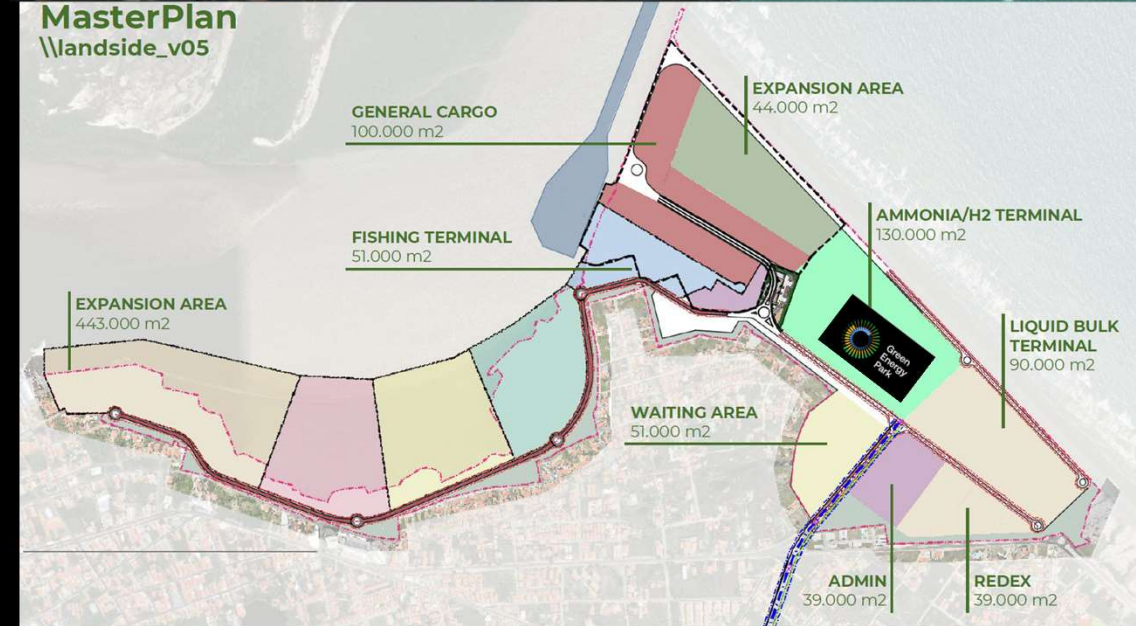 MasterPlan
\\landside_v05
GENERAL CARGO
100.000 m2
EXPANSION AREA
44.000 m2
FISHING TERMINAL
51.000 m2
AMMONIA/H2 TERMINAL
130.000 m2
EXPANSION AREA
443.000 m2
Green
Energy
Park
LIQUID BULK
TERMINAL
90.000 m2
WAITING AREA
51.000 m2
ADMIN
39.000 m2
REDEX
39.000 m2